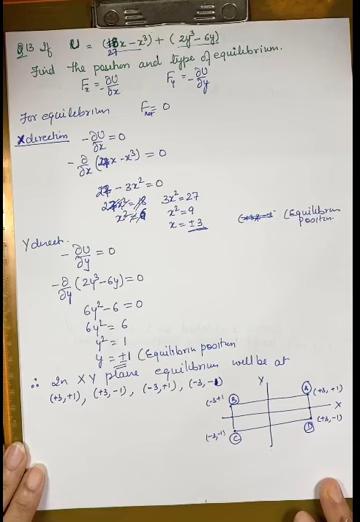 Q 13 If U = (27x - x³) + (2y³ - 6y)
Find the position and type of equilibrium.
Fx = -∂U/∂x Fy = -∂U/∂y
For equilibrium Fnet = 0
X direction -∂U/∂x = 0
-∂/∂x (27x - x³) = 0
27 - 3x² = 0
3x² = 27
x² = 9
x = ±3 (Equilibrium position
Y direct.
-∂U/∂y = 0
-∂/∂y (2y³ - 6y) = 0
6y² - 6 = 0
6y² = 6
y² = 1
y = ±1 (Equilibrium position
∴ In XY plane equilibrium will be at
(+3, +1), (+3, -1), (-3, +1), (-3, -1)
Y
(-3+1 B A (+3, +1)
X
(-3, -1) C D (+3, -1)